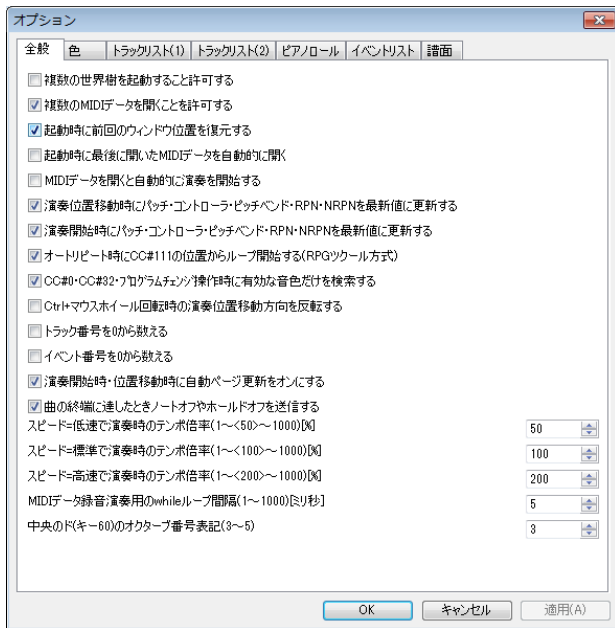 オプション
全般 色 トラックリスト(1) トラックリスト(2) ピアノロール イベントリスト 譜面
複数の世界樹を起動すること許可する
複数のMIDIデータを開くことを許可する
起動時に前回のウィンドウ位置を復元する
起動時に最後に開いたMIDIデータを自動的に開く
MIDIデータを開くと自動的に演奏を開始する
演奏位置移動時にパッチ・コントローラ・ピッチベンド・RPN・NRPNを最新値に更新する
演奏開始時にパッチ・コントローラ・ピッチベンド・RPN・NRPNを最新値に更新する
オートリピート時にCC#111の位置からループ開始する(RPGツクール方式)
CC#0・CC#32・プログラムチェンジ操作時に有効な音色だけを検索する
Ctrl+マウスホイール回転時の演奏位置移動方向を反転する
トラック番号を0から数える
イベント番号を0から数える
演奏開始時・位置移動時に自動ページ更新をオンにする
曲の終端に達したときノートオフやホールドオフを送信する
スピード=低速で演奏時のテンポ倍率(1～<50>～1000)[%] 50
スピード=標準で演奏時のテンポ倍率(1～<100>～1000)[%] 100
スピード=高速で演奏時のテンポ倍率(1～<200>～1000)[%] 200
MIDIデータ録音演奏用のwhileループ間隔(1～1000)[ミリ秒] 5
中央のド(キー60)のオクターブ番号表記(3～5) 3
OK キャンセル 適用(A)